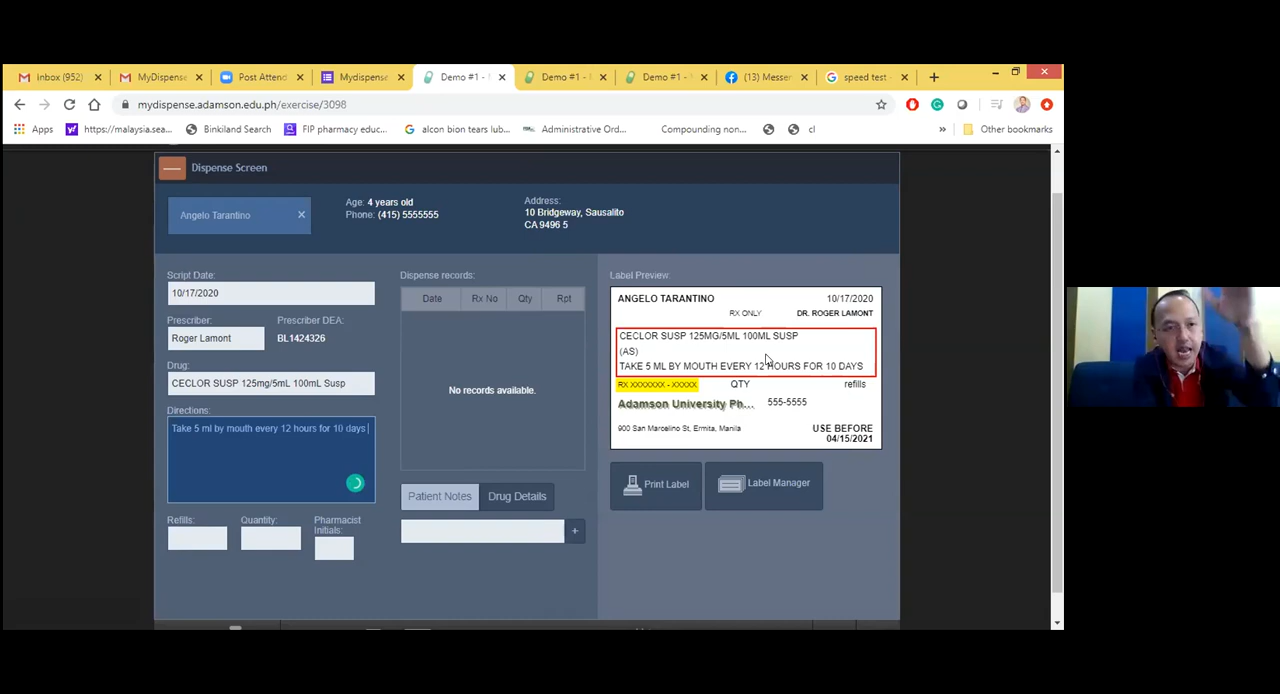 Inbox (952)
MyDispense
Post Attend
Mydispense
Demo #1 -
Demo #1 -
Demo #1 -
(13) Messen
speed test -
mydispense.adamson.edu.ph/exercise/3098
Apps
https://malaysia.sea...
Binkiland Search
FIP pharmacy educ...
alcon bion tears lub...
Administrative Ord...
Compounding non...
cl
»
Other bookmarks
Dispense Screen
Angelo Tarantino
Age: 4 years old
Phone: (415) 5555555
Address:
10 Bridgeway, Sausalito
CA 9496 5
Script Date:
10/17/2020
Prescriber:
Roger Lamont
Prescriber DEA:
BL1424326
Drug:
CECLOR SUSP 125mg/5mL 100mL Susp
Directions:
Take 5 ml by mouth every 12 hours for 10 days
Refills:
Quantity:
Pharmacist
Initials:
Dispense records:
Date Rx No Qty Rpt
No records available.
Patient Notes
Drug Details
+
Label Preview:
ANGELO TARANTINO 10/17/2020
RX ONLY DR. ROGER LAMONT
CECLOR SUSP 125MG/5ML 100ML SUSP
(AS)
TAKE 5 ML BY MOUTH EVERY 12 HOURS FOR 10 DAYS
RX XXXXXXX - XXXXX QTY refills
Adamson University Ph... 555-5555
900 San Marcelino St, Ermita, Manila USE BEFORE
04/15/2021
Print Label
Label Manager